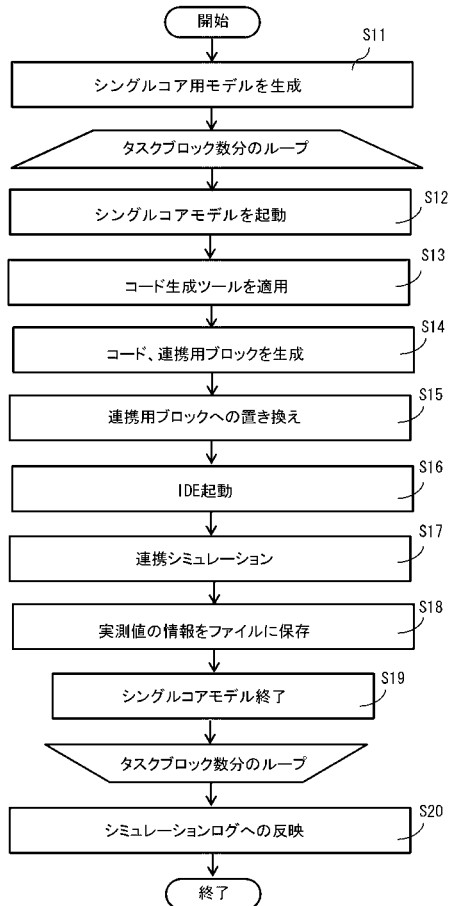 開始
S11
シングルコア用モデルを生成
タスクブロック数分のループ
S12
シングルコアモデルを起動
S13
コード生成ツールを適用
S14
コード、連携用ブロックを生成
S15
連携用ブロックへの置き換え
S16
IDE起動
S17
連携シミュレーション
S18
実測値の情報をファイルに保存
S19
シングルコアモデル終了
タスクブロック数分のループ
S20
シミュレーションログへの反映
終了